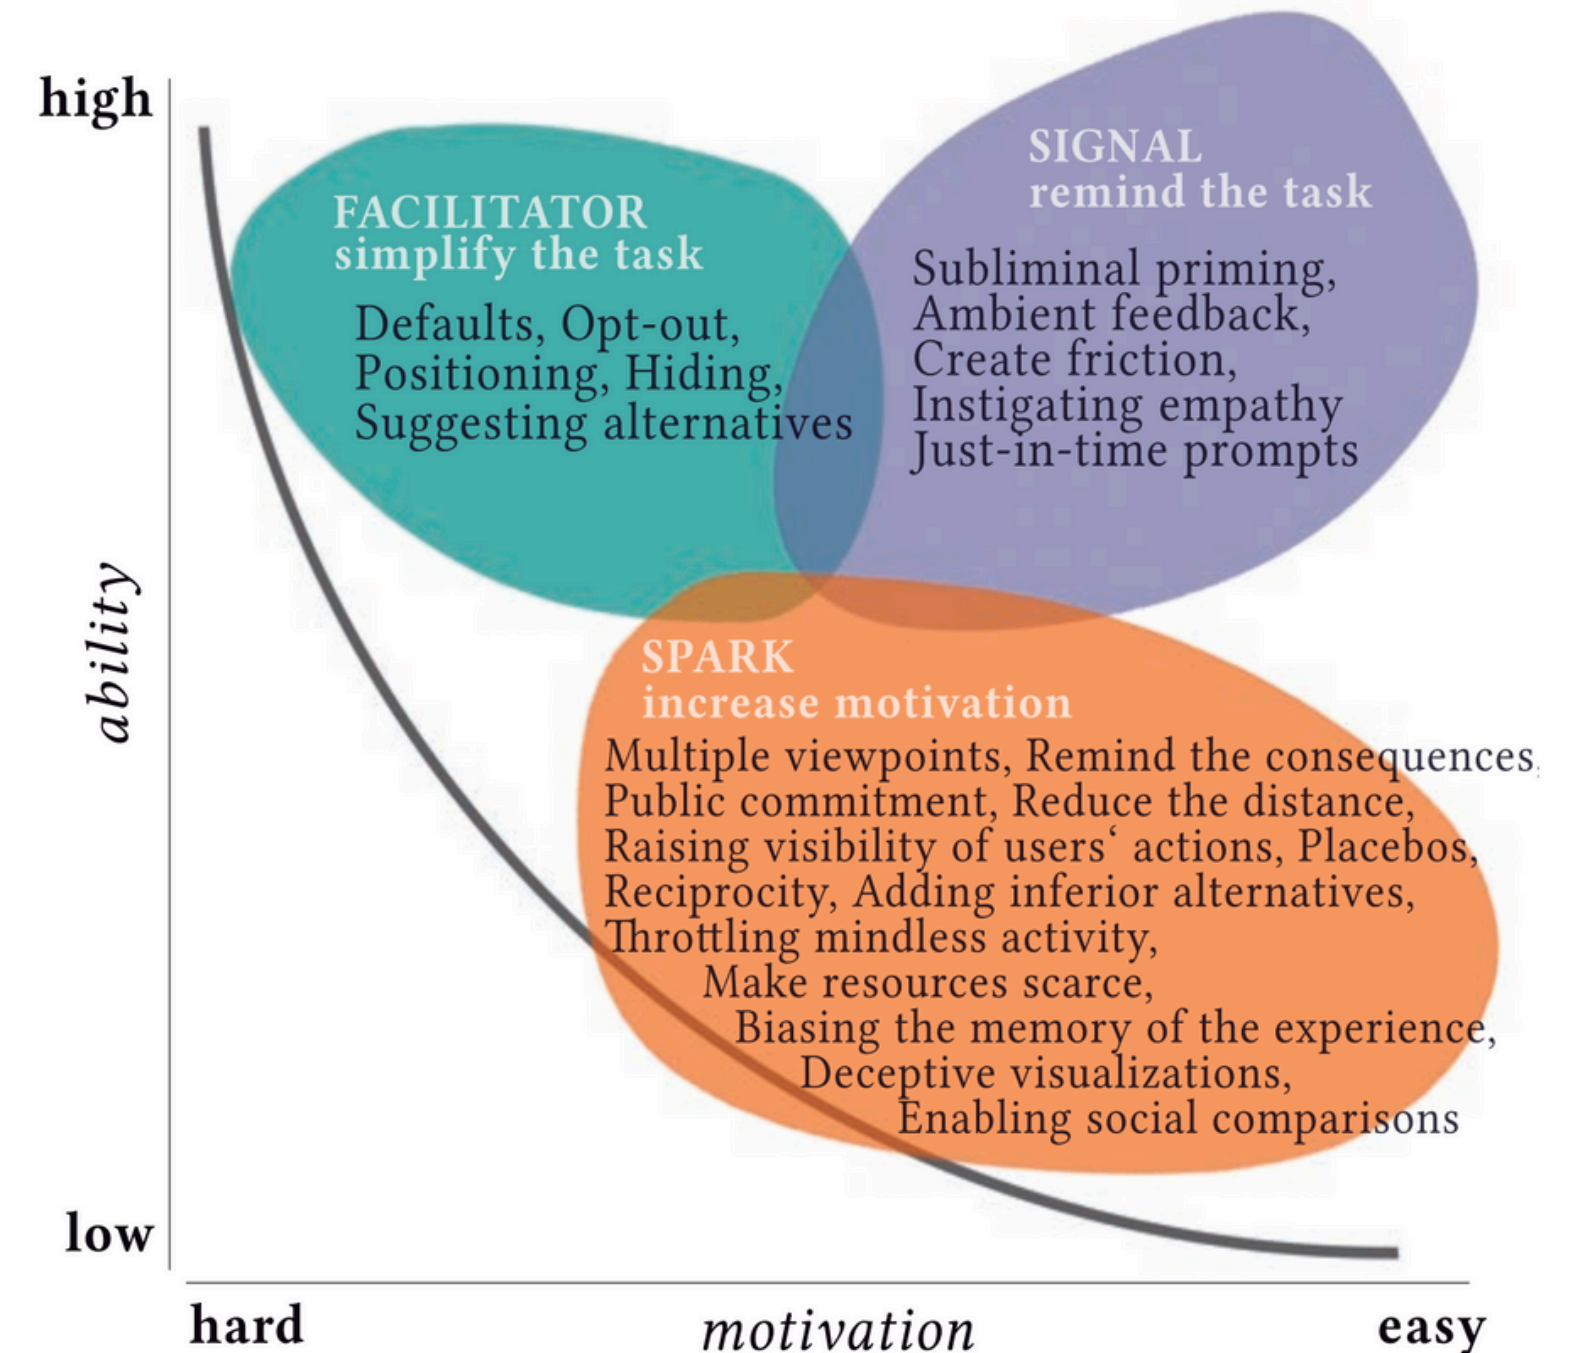 high
FACILITATOR
simplify the task
Defaults, Opt-out,
Positioning, Hiding,
Suggesting alternatives
SIGNAL
remind the task
Subliminal priming,
Ambient feedback,
Create friction,
Instigating empathy
Just-in-time prompts
ability
SPARK
increase motivation
Multiple viewpoints, Remind the consequences,
Public commitment, Reduce the distance,
Raising visibility of users‘ actions, Placebos,
Reciprocity, Adding inferior alternatives,
Throttling mindless activity,
Make resources scarce,
Biasing the memory of the experience,
Deceptive visualizations,
Enabling social comparisons
low
hard
motivation
easy